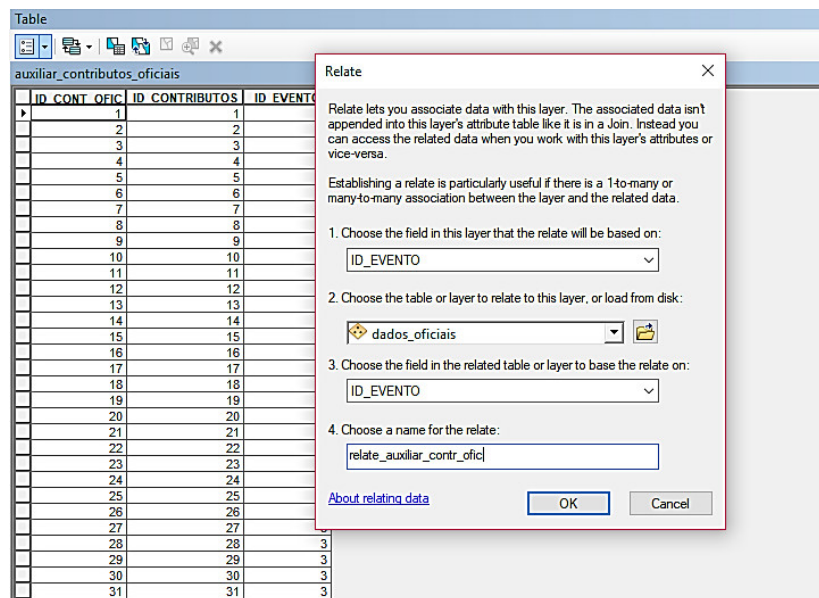 Table
auxiliar_contributos_oficiais
ID_CONT_OFIC ID_CONTRIBUTOS ID_EVENTO
1 1
2 2
3 3
4 4
5 5
6 6
7 7
8 8
9 9
10 10
11 11
12 12
13 13
14 14
15 15
16 16
17 17
18 18
19 19
20 20
21 21
22 22
23 23
24 24
25 25
26 26
27 27
28 28 3
29 29 3
30 30 3
31 31 3
Relate
Relate lets you associate data with this layer. The associated data isn't
appended into this layer's attribute table like it is in a Join. Instead you
can access the related data when you work with this layer's attributes or
vice-versa.
Establishing a relate is particularly useful if there is a 1-to-many or
many-to-many association between the layer and the related data.
1. Choose the field in this layer that the relate will be based on:
ID_EVENTO
2. Choose the table or layer to relate to this layer, or load from disk:
dados_oficiais
3. Choose the field in the related table or layer to base the relate on:
ID_EVENTO
4. Choose a name for the relate:
relate_auxiliar_contr_ofic
About relating data
OK Cancel